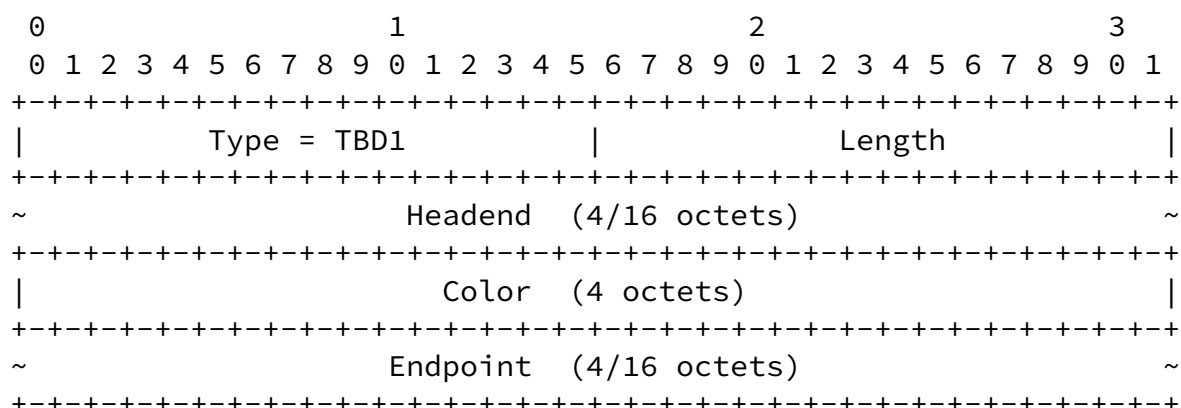 0                   1                   2                   3
 0 1 2 3 4 5 6 7 8 9 0 1 2 3 4 5 6 7 8 9 0 1 2 3 4 5 6 7 8 9 0 1
+-+-+-+-+-+-+-+-+-+-+-+-+-+-+-+-+-+-+-+-+-+-+-+-+-+-+-+-+-+-+-+-+
|          Type = TBD1          |             Length            |
+-+-+-+-+-+-+-+-+-+-+-+-+-+-+-+-+-+-+-+-+-+-+-+-+-+-+-+-+-+-+-+-+
~                     Headend  (4/16 octets)                    ~
+-+-+-+-+-+-+-+-+-+-+-+-+-+-+-+-+-+-+-+-+-+-+-+-+-+-+-+-+-+-+-+-+
|                       Color  (4 octets)                       |
+-+-+-+-+-+-+-+-+-+-+-+-+-+-+-+-+-+-+-+-+-+-+-+-+-+-+-+-+-+-+-+-+
~                    Endpoint  (4/16 octets)                    ~
+-+-+-+-+-+-+-+-+-+-+-+-+-+-+-+-+-+-+-+-+-+-+-+-+-+-+-+-+-+-+-+-+